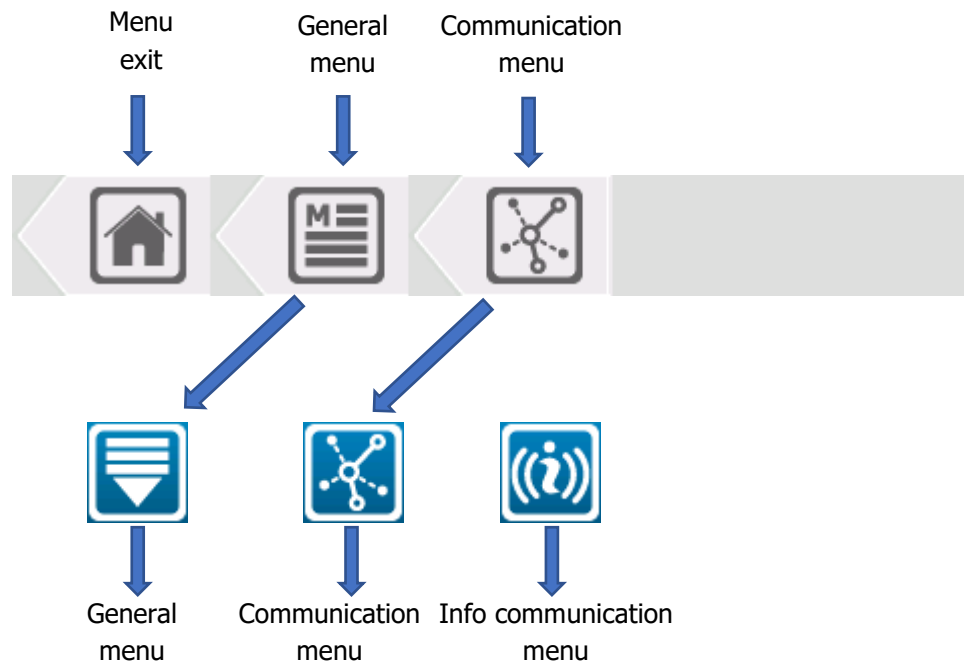 Menu
exit
General
menu
Communication
menu
M
General
menu
Communication
menu
Info communication
menu